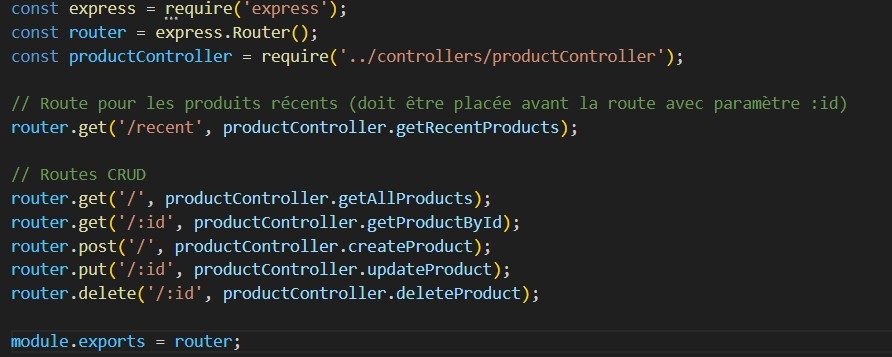 const express = require('express');
const router = express.Router();
const productController = require('../controllers/productController');
// Route pour les produits récents (doit être placée avant la route avec paramètre :id)
router.get('/recent', productController.getRecentProducts);
// Routes CRUD
router.get('/', productController.getAllProducts);
router.get('/:id', productController.getProductById);
router.post('/', productController.createProduct);
router.put('/:id', productController.updateProduct);
router.delete('/:id', productController.deleteProduct);
module.exports = router;